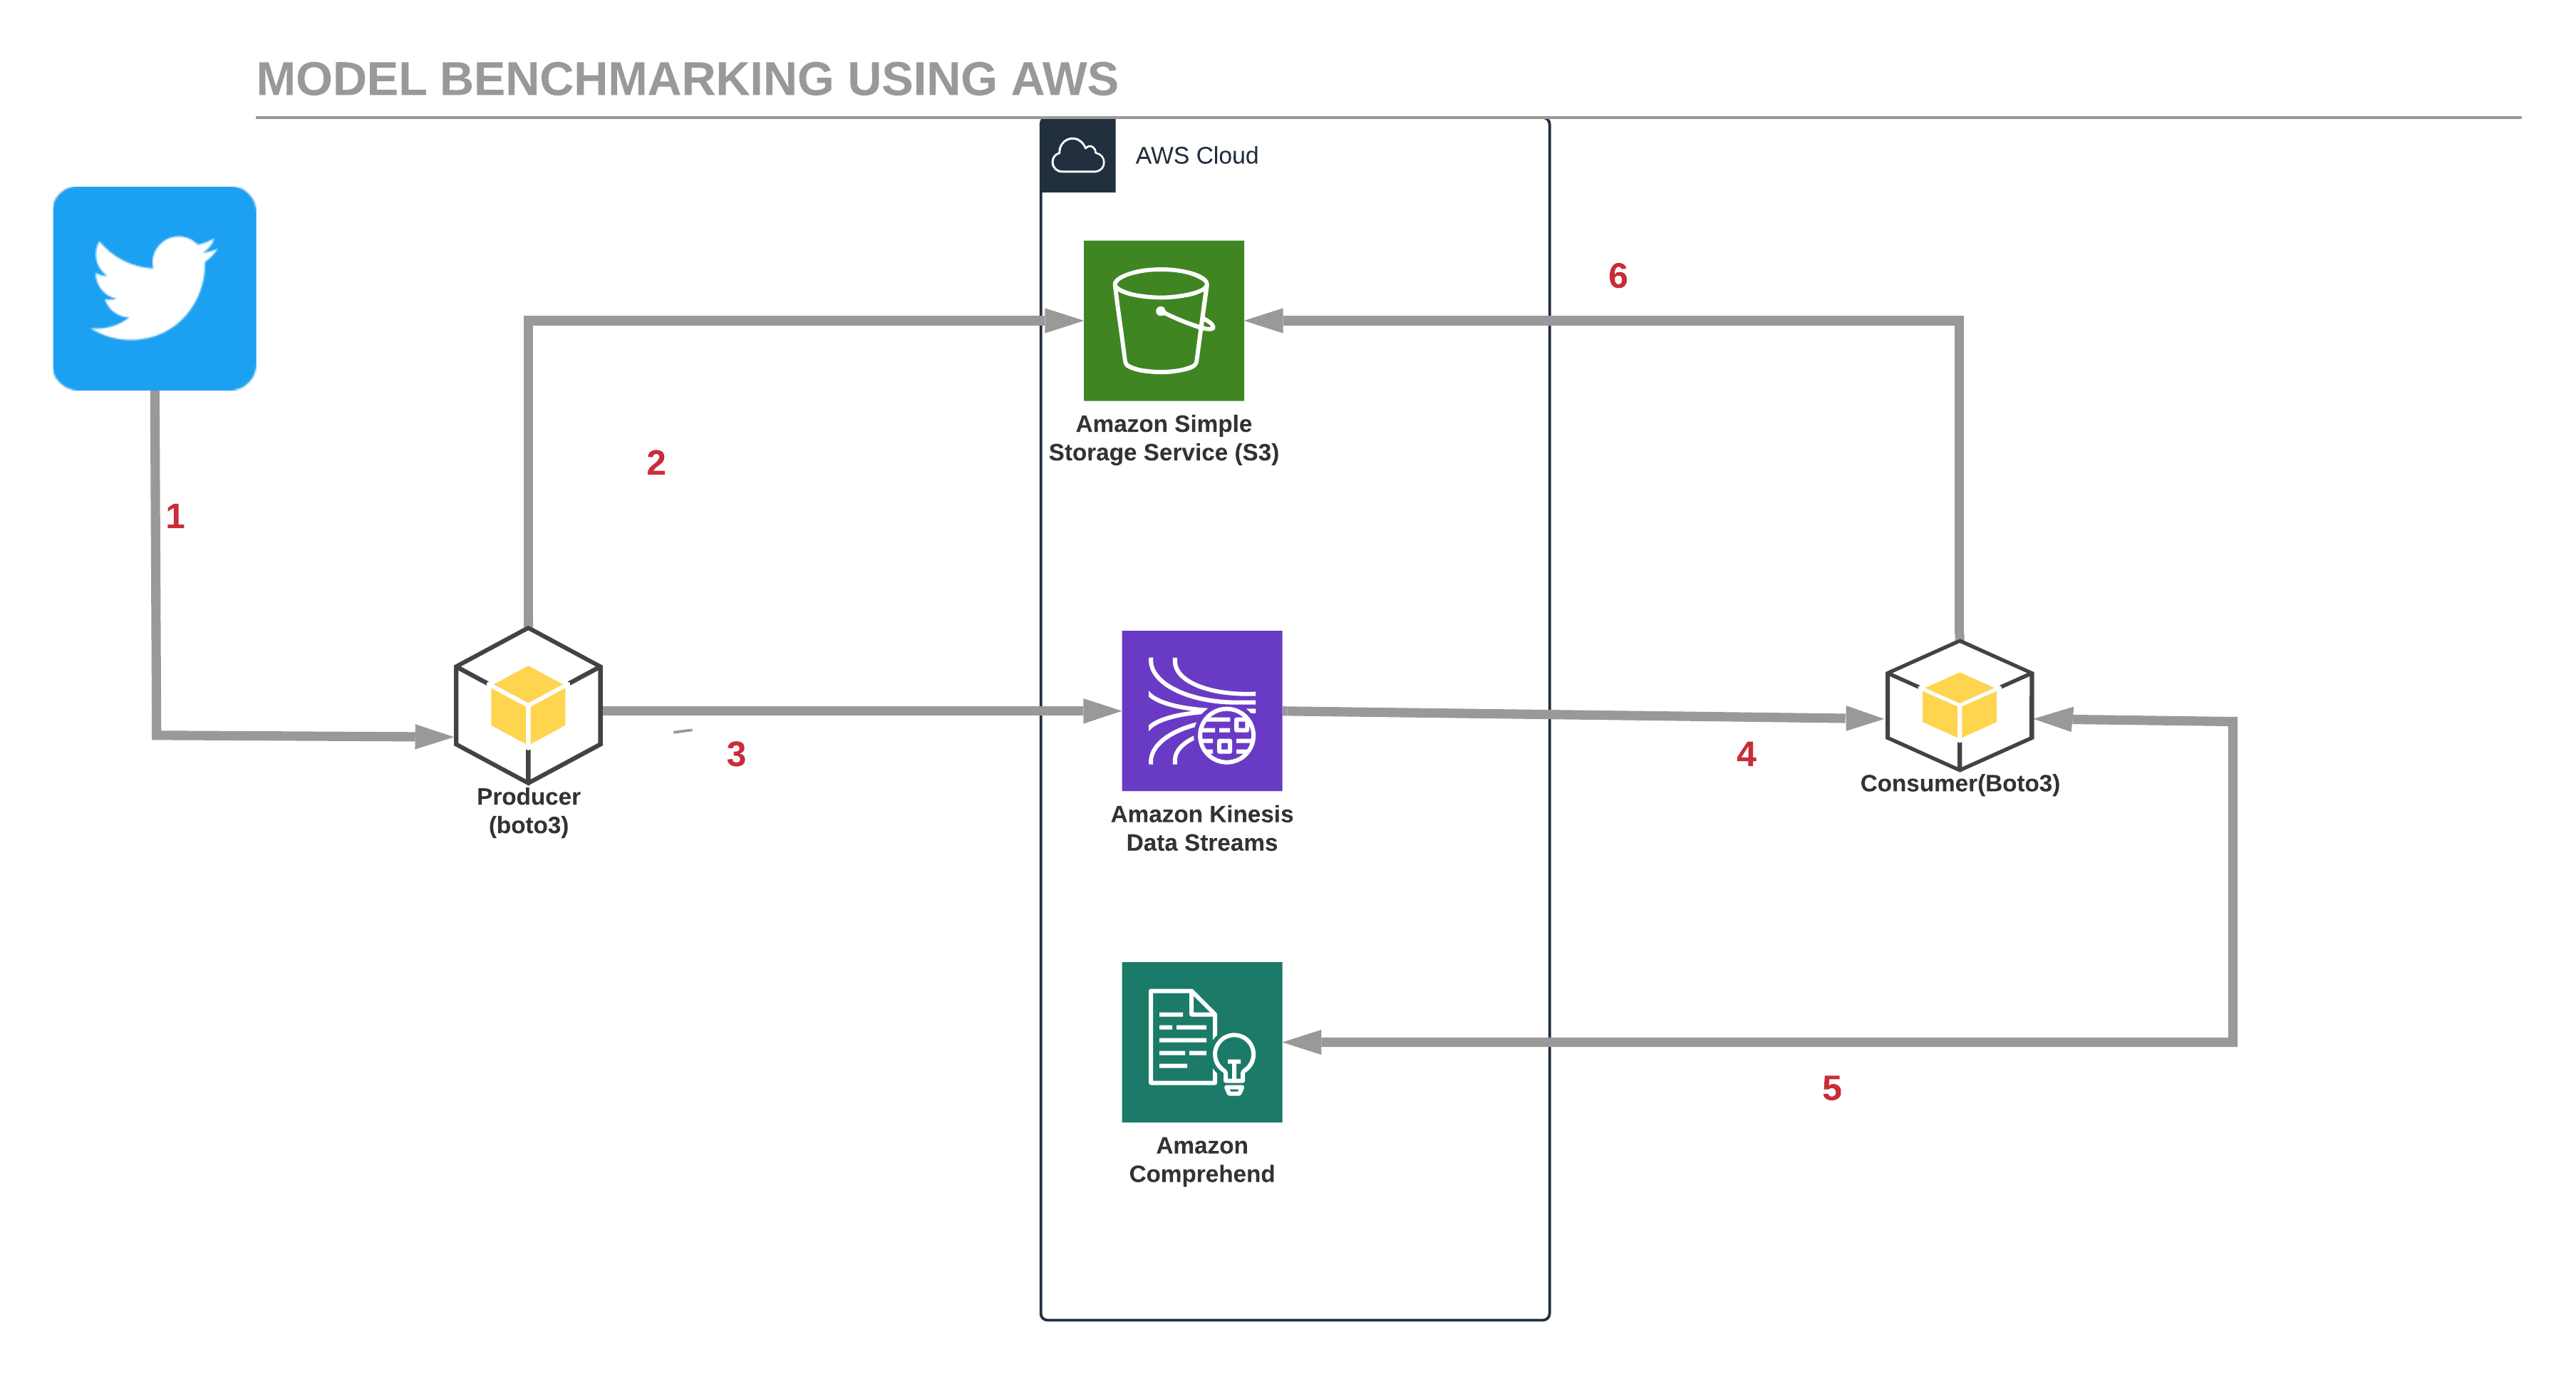 MODEL BENCHMARKING USING AWS
AWS Cloud
6
Amazon Simple
Storage Service (S3)
2
1
3
4
Producer
(boto3)
Consumer(Boto3)
Amazon Kinesis
Data Streams
5
Amazon
Comprehend